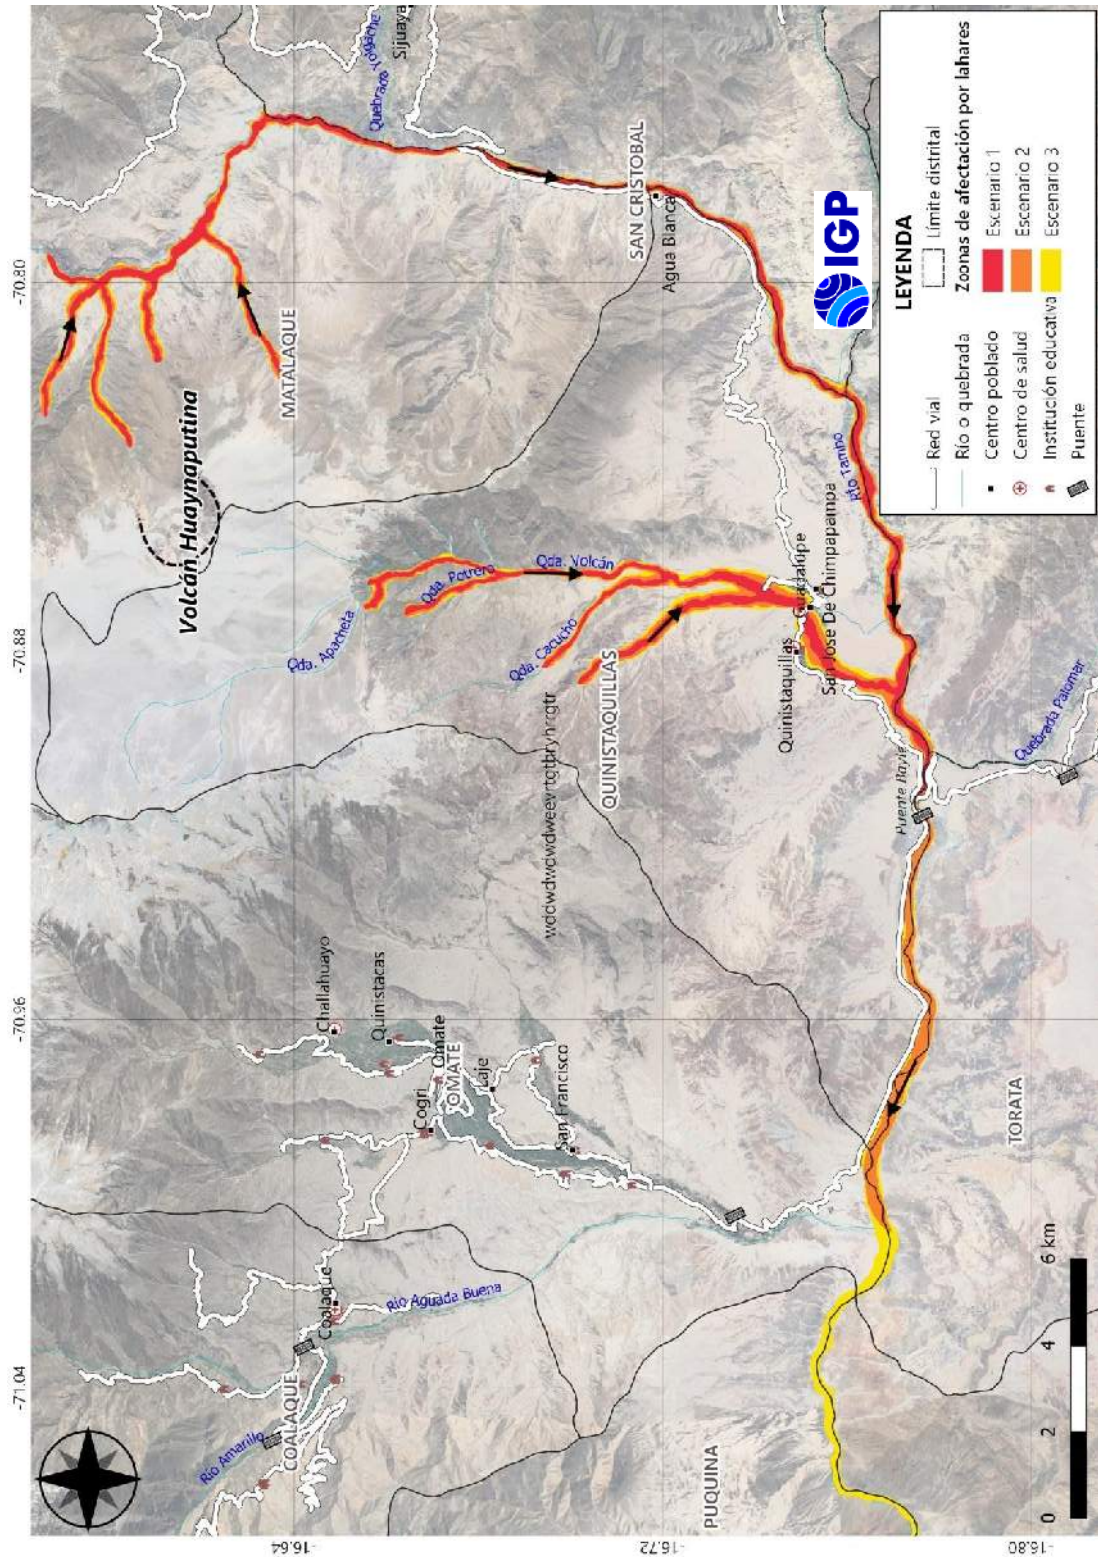 -71.04
-70.96
-70.88
-70.80
Volcán Huaynaputina
Río Amarillo
COALAQUE
Coalaque
Challahuayo
Quinistacas
Qda. Apacheta
MATALAQUE
-16.64
Río Aguada Buena
Cogri
Omate
OMATE
Laje
San Francisco
Qda. Potrero
Qda. Volcán
Qda. Cacucho
Quebrada
Sijuaya
wddwdwdwdweevrtgtbryhrrgtr
QUINISTAQUILLAS
SAN CRISTOBAL
Agua Blanca
-16.72
PUQUINA
Quinistaquillas
Guadalupe
San Jose De Chimpapampa
Río Tambo
IGP
Puente Bayle
TORATA
Quebrada Palomar
-16.80
0 2 4 6 km
LEYENDA
Red vial
Río o quebrada
Centro poblado
Centro de salud
Institución educativa
Puente
Límite distrital
Zoonas de afectación por lahares
Escenario 1
Escenario 2
Escenario 3